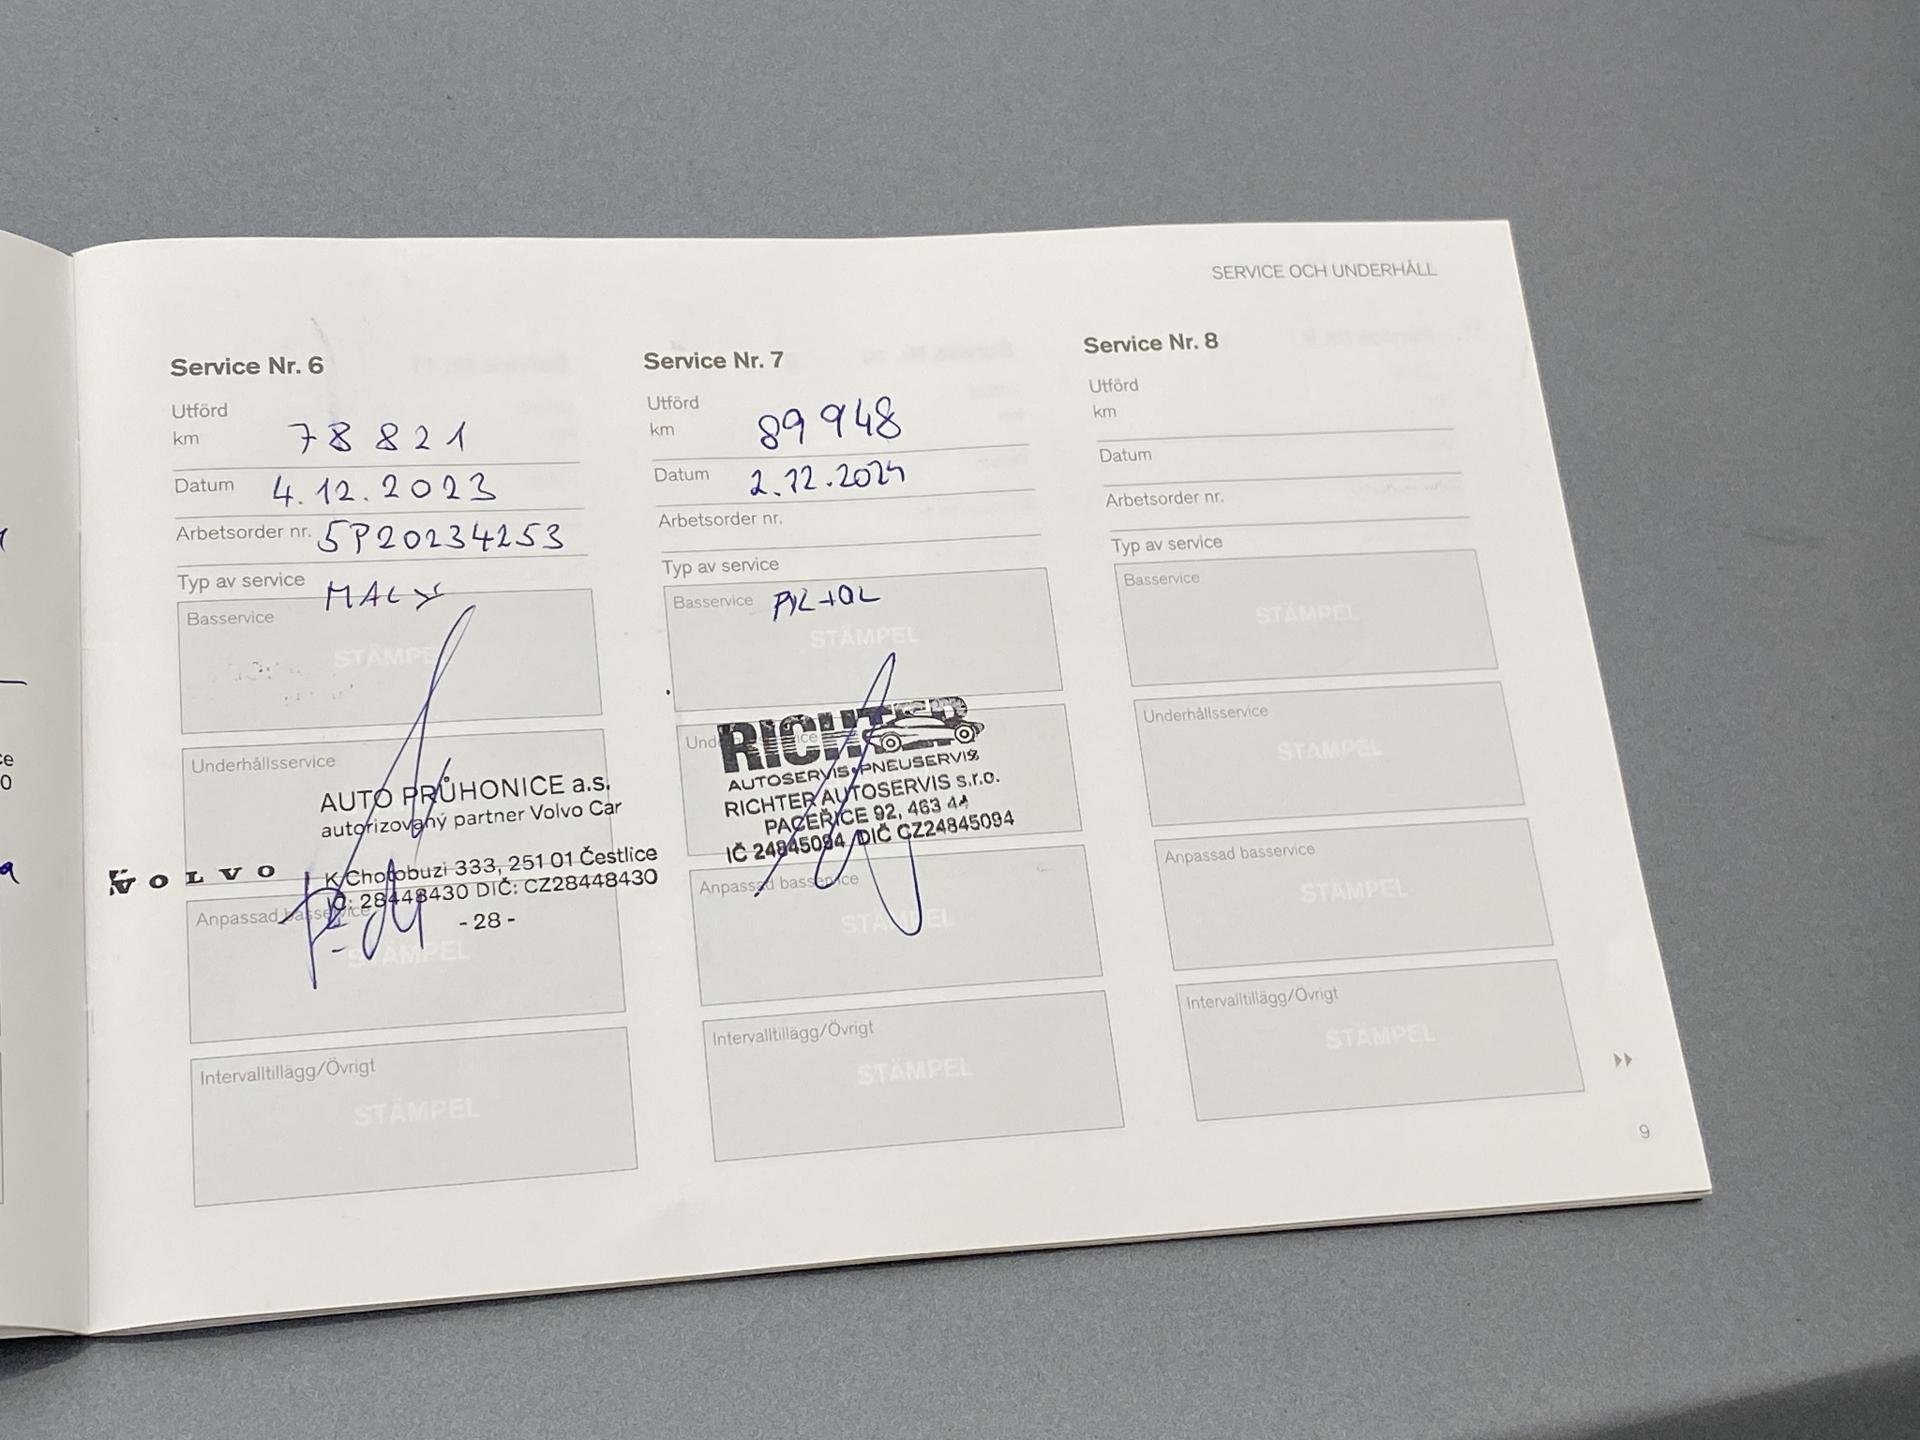 SERVICE OCH UNDERHÅLL
Service Nr. 6
Utförd
km 78 821
Datum 4.12.2023
Arbetsorder nr. SP20234253
Typ av service MALÝ
Basservice
STÄMPEL
Underhållsservice
AUTO PRŮHONICE a.s.
autorizovaný partner Volvo Car
VOLVO
K Chotobuzi 333, 251 01 Čestlice
IČ: 28448430 DIČ: CZ28448430
- 28 -
Anpassad basservice
STÄMPEL
Intervalltillägg/Övrigt
STÄMPEL
Service Nr. 7
Utförd
km 89 948
Datum 2.12.2024
Arbetsorder nr.
Typ av service
Basservice
STÄMPEL
RICHTER
AUTOSERVIS PNEUSERVIS
RICHTER AUTOSERVIS s.r.o.
PACEŘICE 92, 463 44
IČ 24845094 DIČ CZ24845094
Anpassad basservice
STÄMPEL
Intervalltillägg/Övrigt
STÄMPEL
Service Nr. 8
Utförd
km
Datum
Arbetsorder nr.
Typ av service
Basservice
STÄMPEL
Underhållsservice
STÄMPEL
Anpassad basservice
STÄMPEL
Intervalltillägg/Övrigt
STÄMPEL
9